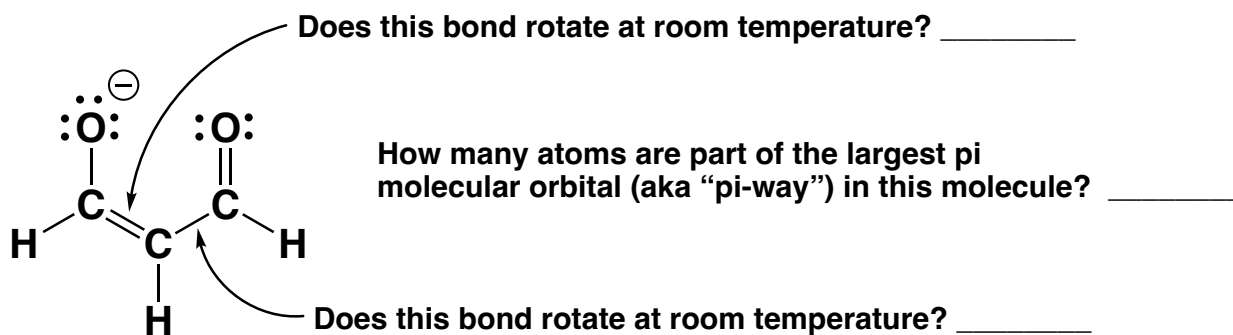 Does this bond rotate at room temperature? ________
−
O O
How many atoms are part of the largest pi
molecular orbital (aka “pi-way”) in this molecule? ________
C C
H C H
H
Does this bond rotate at room temperature? ________